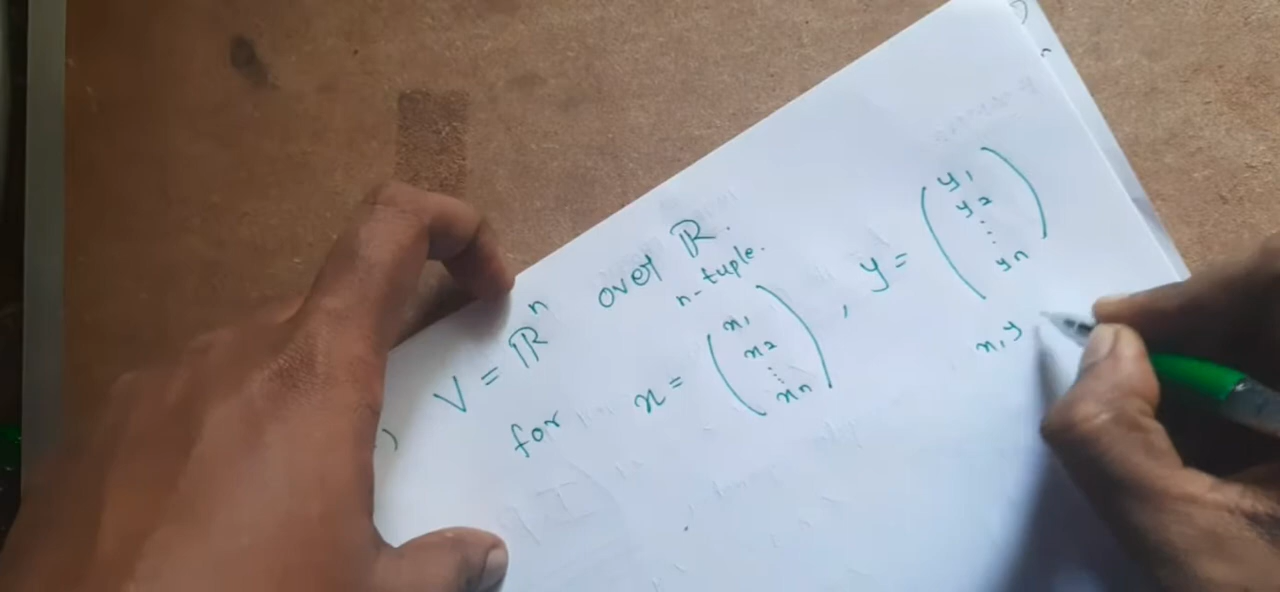 V = ℝⁿ over ℝ.
n-tuple.
for x = (x₁ x₂ ⋮ xₙ), y = (y₁ y₂ ⋮ yₙ)
x, y